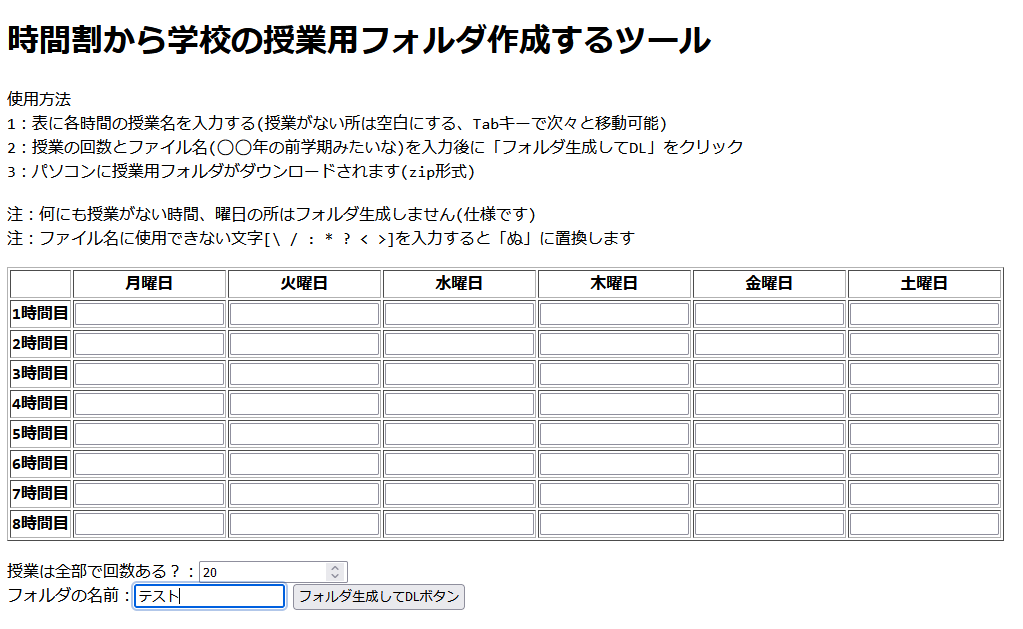 時間割から学校の授業用フォルダ作成するツール
使用方法
1：表に各時間の授業名を入力する(授業がない所は空白にする、Tabキーで次々と移動可能)
2：授業の回数とファイル名(〇〇年の前学期みたいな)を入力後に「フォルダ生成してDL」をクリック
3：パソコンに授業用フォルダがダウンロードされます(zip形式)
注：何にも授業がない時間、曜日の所はフォルダ生成しません(仕様です)
注：ファイル名に使用できない文字[\ / : * ? < >]を入力すると「ぬ」に置換します
月曜日 火曜日 水曜日 木曜日 金曜日 土曜日
1時間目
2時間目
3時間目
4時間目
5時間目
6時間目
7時間目
8時間目
授業は全部で回数ある？：20
フォルダの名前：テスト フォルダ生成してDLボタン